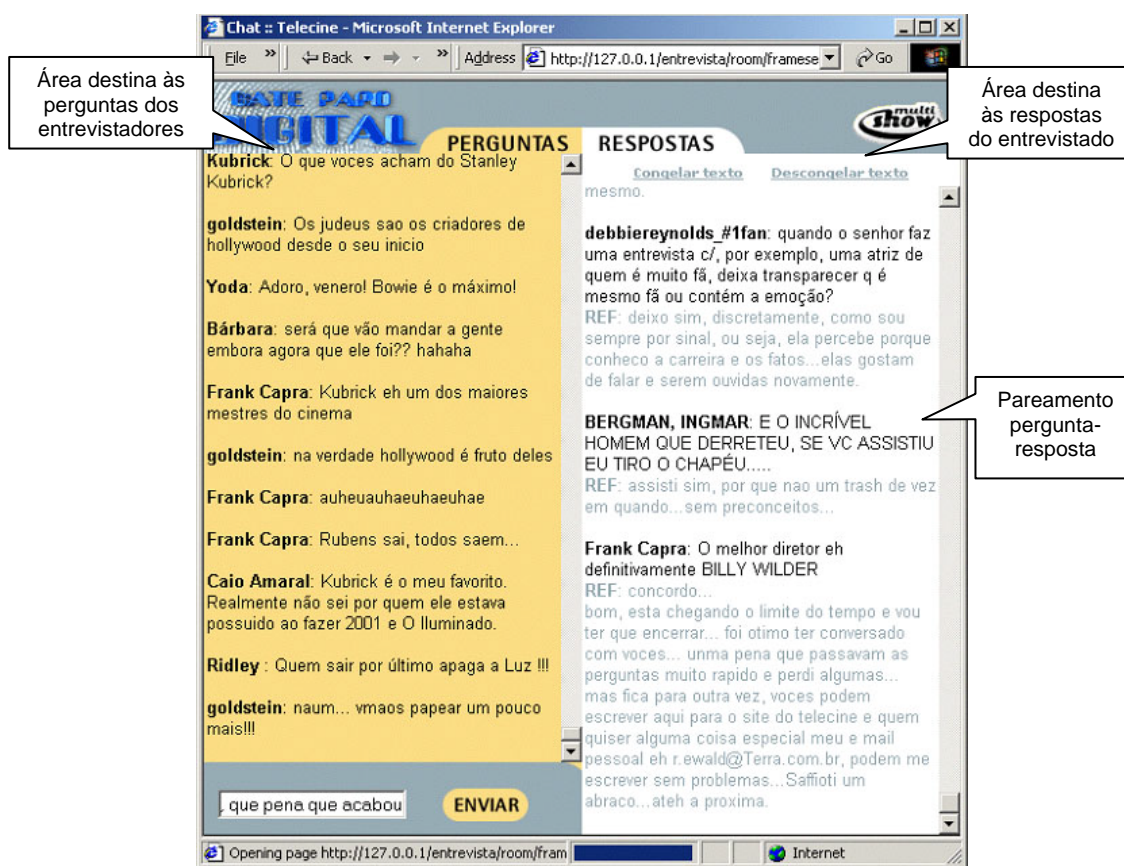 Chat :: Telecine - Microsoft Internet Explorer
File » Back » Address http://127.0.0.1/entrevista/room/framese Go
Área destina às
perguntas dos
entrevistadores
Área destina
às respostas
do entrevistado
Pareamento
pergunta-
resposta
BATE PAPO
DIGITAL
multi
show
PERGUNTAS
Kubrick: O que voces acham do Stanley
Kubrick?
goldstein: Os judeus sao os criadores de
hollywood desde o seu inicio
Yoda: Adoro, venero! Bowie é o máximo!
Bárbara: será que vão mandar a gente
embora agora que ele foi?? hahaha
Frank Capra: Kubrick eh um dos maiores
mestres do cinema
goldstein: na verdade hollywood é fruto deles
Frank Capra: auheuauhaeuhaeuhae
Frank Capra: Rubens sai, todos saem...
Caio Amaral: Kubrick é o meu favorito.
Realmente não sei por quem ele estava
possuido ao fazer 2001 e O Iluminado.
Ridley : Quem sair por último apaga a Luz !!!
goldstein: naum... vmaos papear um pouco
mais!!!
, que pena que acabou
ENVIAR
RESPOSTAS
Congelar texto Descongelar texto
mesmo.
debbiereynolds_#1fan: quando o senhor faz
uma entrevista c/, por exemplo, uma atriz de
quem é muito fã, deixa transparecer q é
mesmo fã ou contém a emoção?
REF: deixo sim, discretamente, como sou
sempre por sinal, ou seja, ela percebe porque
conheco a carreira e os fatos...elas gostam
de falar e serem ouvidas novamente.
BERGMAN, INGMAR: E O INCRÍVEL
HOMEM QUE DERRETEU, SE VC ASSISTIU
EU TIRO O CHAPÉU.....
REF: assisti sim, por que nao um trash de vez
em quando...sem preconceitos...
Frank Capra: O melhor diretor eh
definitivamente BILLY WILDER
REF: concordo...
bom, esta chegando o limite do tempo e vou
ter que encerrar... foi otimo ter conversado
com voces... unma pena que passavam as
perguntas muito rapido e perdi algumas...
mas fica para outra vez, voces podem
escrever aqui para o site do telecine e quem
quiser alguma coisa especial meu e mail
pessoal eh r.ewald@Terra.com.br, podem me
escrever sem problemas...Saffioti um
abraco...ateh a proxima.
Opening page http://127.0.0.1/entrevista/room/fram Internet